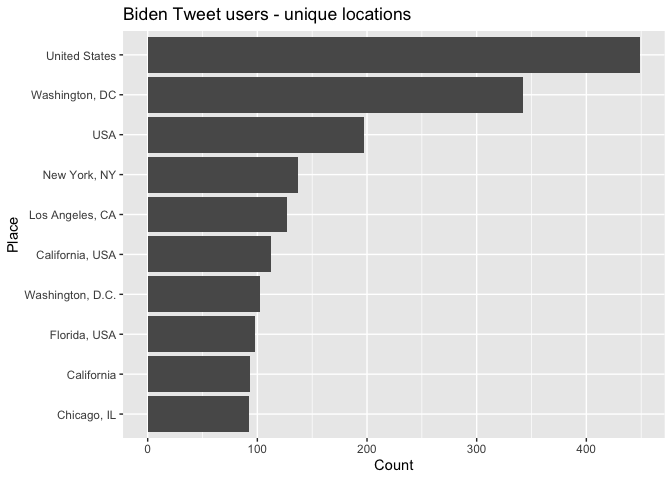 Biden Tweet users - unique locations
United States
Washington, DC
USA
New York, NY
Los Angeles, CA
California, USA
Washington, D.C.
Florida, USA
California
Chicago, IL
Place
0 100 200 300 400
Count